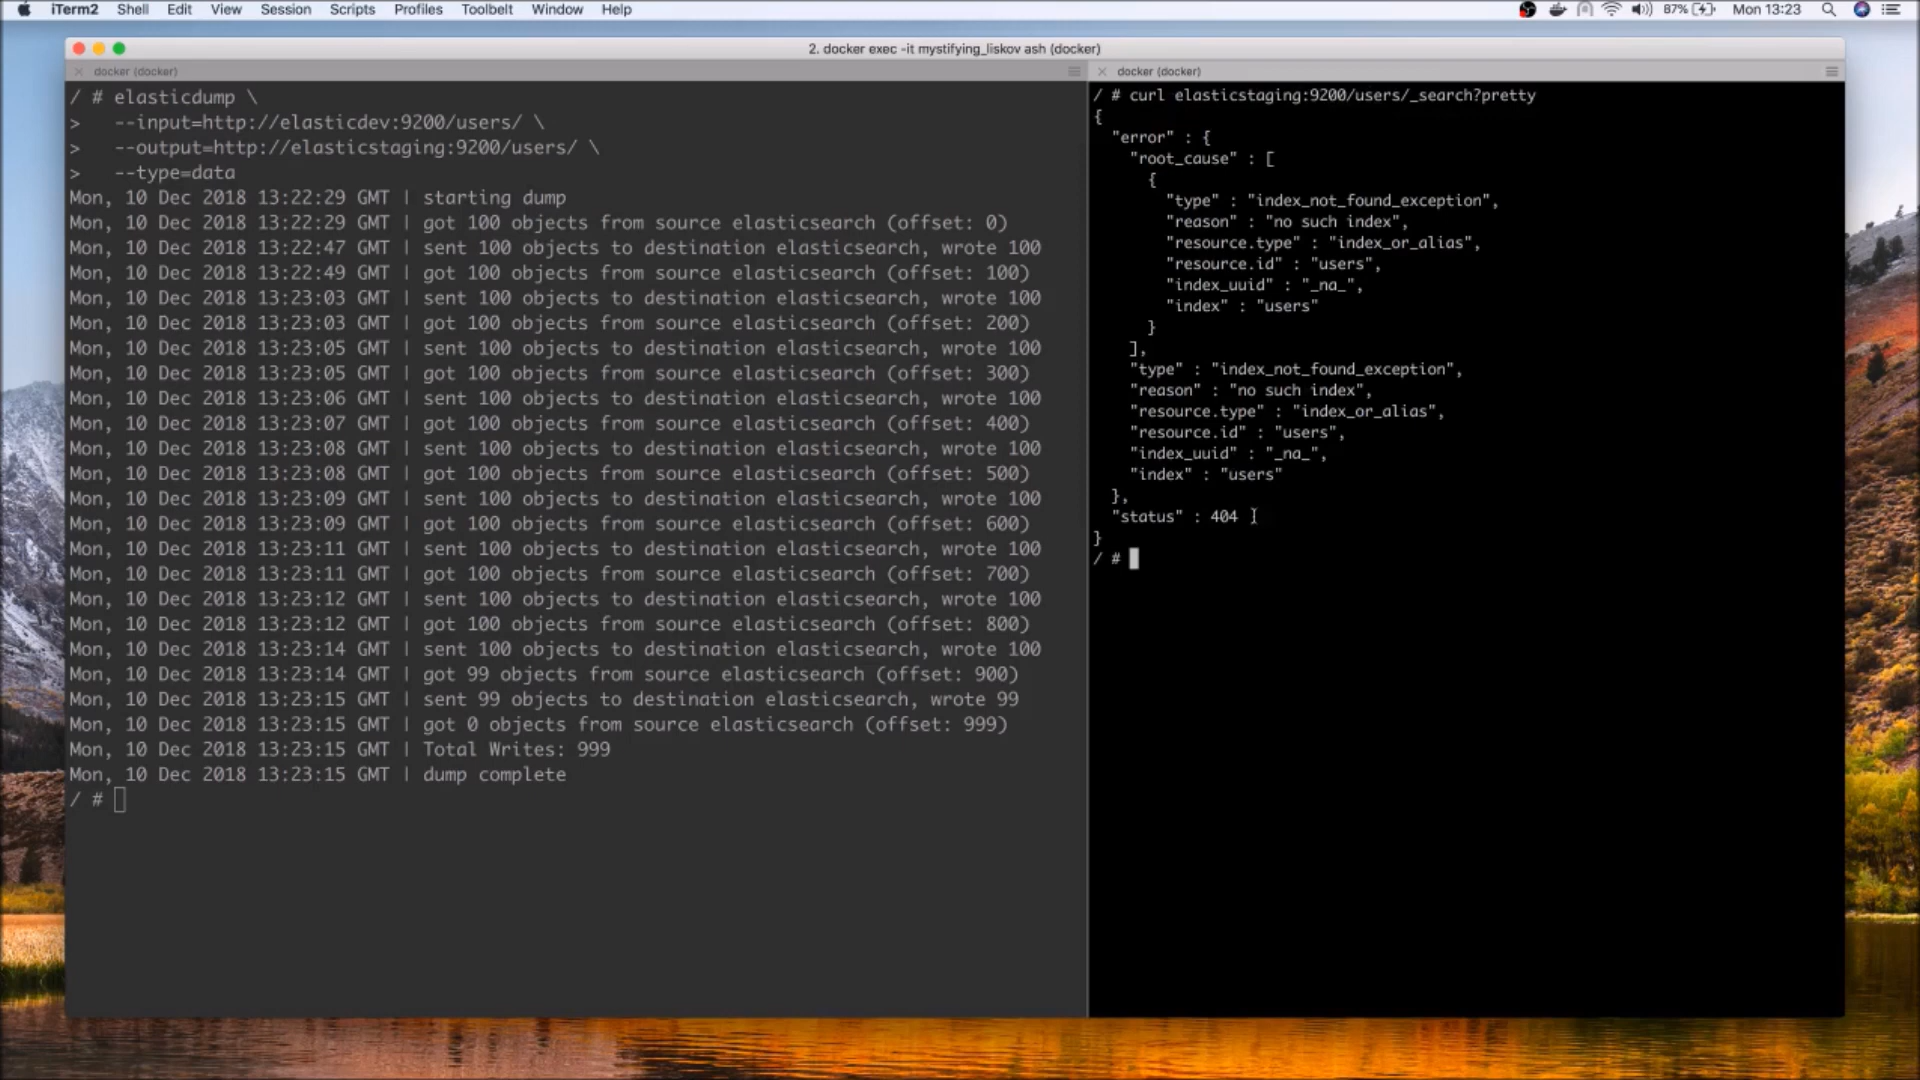 iTerm2 Shell Edit View Session Scripts Profiles Toolbelt Window Help 87% Mon 13:23
2. docker exec -it mystifying_liskov ash (docker)
docker (docker)
/ # elasticdump \
>   --input=http://elasticdev:9200/users/ \
>   --output=http://elasticstaging:9200/users/ \
>   --type=data
Mon, 10 Dec 2018 13:22:29 GMT | starting dump
Mon, 10 Dec 2018 13:22:29 GMT | got 100 objects from source elasticsearch (offset: 0)
Mon, 10 Dec 2018 13:22:47 GMT | sent 100 objects to destination elasticsearch, wrote 100
Mon, 10 Dec 2018 13:22:49 GMT | got 100 objects from source elasticsearch (offset: 100)
Mon, 10 Dec 2018 13:23:03 GMT | sent 100 objects to destination elasticsearch, wrote 100
Mon, 10 Dec 2018 13:23:03 GMT | got 100 objects from source elasticsearch (offset: 200)
Mon, 10 Dec 2018 13:23:05 GMT | sent 100 objects to destination elasticsearch, wrote 100
Mon, 10 Dec 2018 13:23:05 GMT | got 100 objects from source elasticsearch (offset: 300)
Mon, 10 Dec 2018 13:23:06 GMT | sent 100 objects to destination elasticsearch, wrote 100
Mon, 10 Dec 2018 13:23:07 GMT | got 100 objects from source elasticsearch (offset: 400)
Mon, 10 Dec 2018 13:23:08 GMT | sent 100 objects to destination elasticsearch, wrote 100
Mon, 10 Dec 2018 13:23:08 GMT | got 100 objects from source elasticsearch (offset: 500)
Mon, 10 Dec 2018 13:23:09 GMT | sent 100 objects to destination elasticsearch, wrote 100
Mon, 10 Dec 2018 13:23:09 GMT | got 100 objects from source elasticsearch (offset: 600)
Mon, 10 Dec 2018 13:23:11 GMT | sent 100 objects to destination elasticsearch, wrote 100
Mon, 10 Dec 2018 13:23:11 GMT | got 100 objects from source elasticsearch (offset: 700)
Mon, 10 Dec 2018 13:23:12 GMT | sent 100 objects to destination elasticsearch, wrote 100
Mon, 10 Dec 2018 13:23:12 GMT | got 100 objects from source elasticsearch (offset: 800)
Mon, 10 Dec 2018 13:23:14 GMT | sent 100 objects to destination elasticsearch, wrote 100
Mon, 10 Dec 2018 13:23:14 GMT | got 99 objects from source elasticsearch (offset: 900)
Mon, 10 Dec 2018 13:23:15 GMT | sent 99 objects to destination elasticsearch, wrote 99
Mon, 10 Dec 2018 13:23:15 GMT | got 0 objects from source elasticsearch (offset: 999)
Mon, 10 Dec 2018 13:23:15 GMT | Total Writes: 999
Mon, 10 Dec 2018 13:23:15 GMT | dump complete
/ #
docker (docker)
/ # curl elasticstaging:9200/users/_search?pretty
{
"error" : {
"root_cause" : [
{
"type" : "index_not_found_exception",
"reason" : "no such index",
"resource.type" : "index_or_alias",
"resource.id" : "users",
"index_uuid" : "_na_",
"index" : "users"
}
],
"type" : "index_not_found_exception",
"reason" : "no such index",
"resource.type" : "index_or_alias",
"resource.id" : "users",
"index_uuid" : "_na_",
"index" : "users"
},
"status" : 404
}
/ #